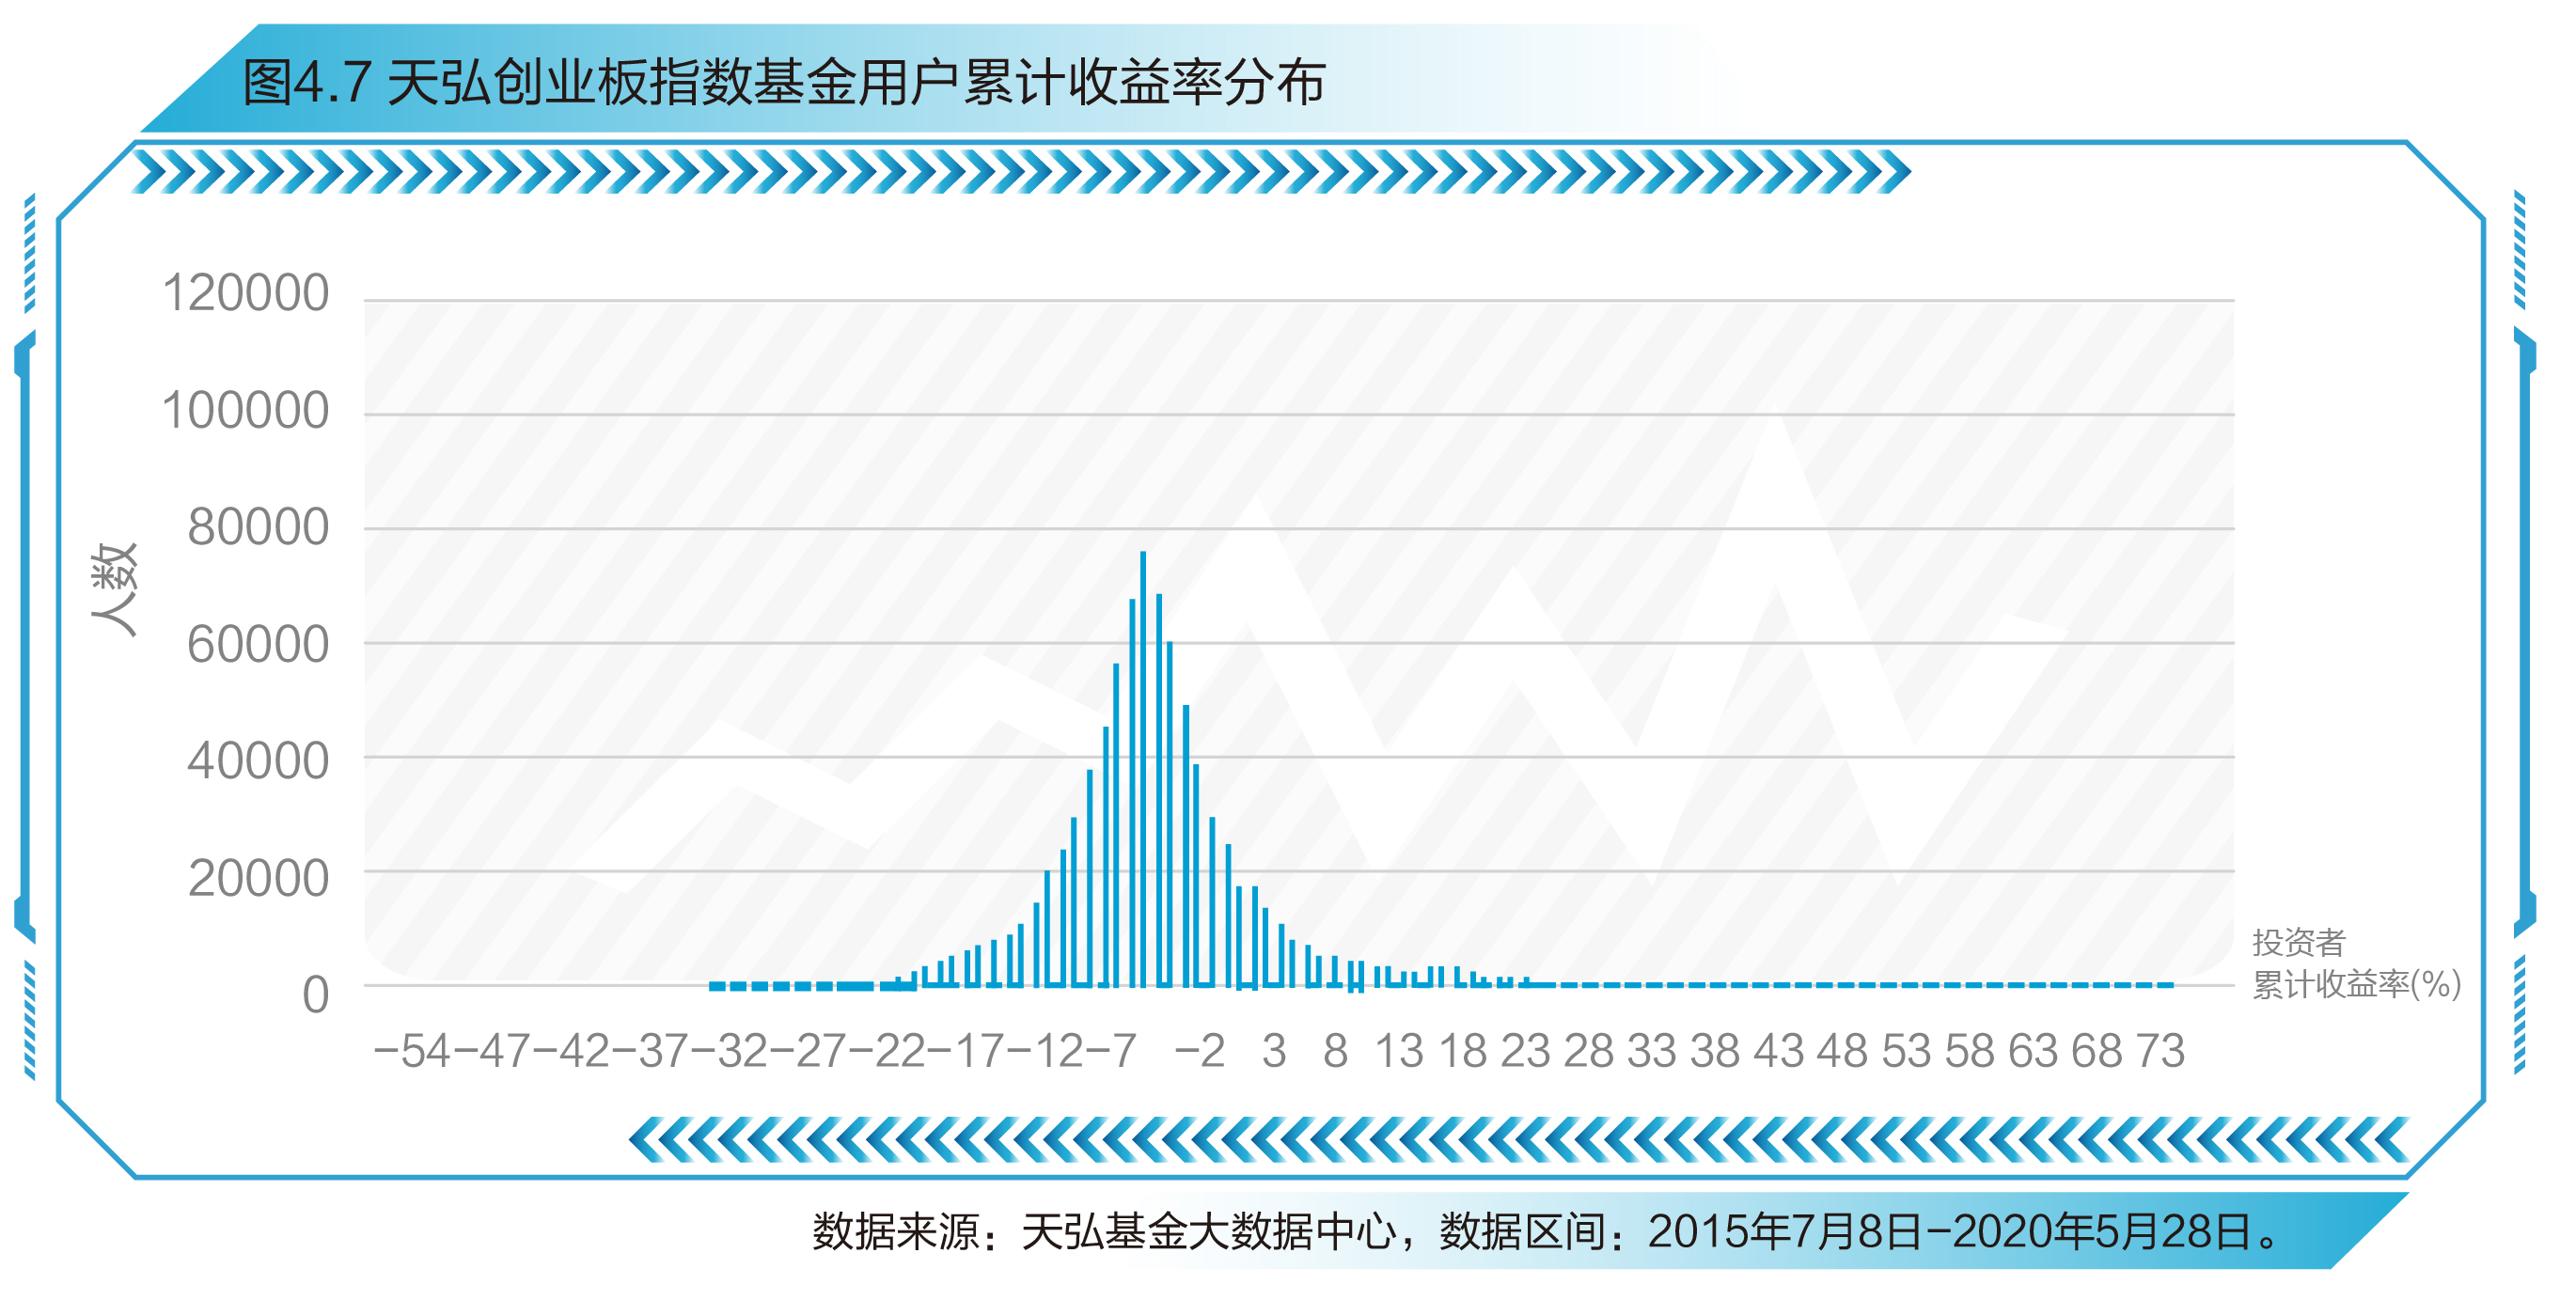 图4.7 天弘创业板指数基金用户累计收益率分布
120000
100000
80000
60000
40000
20000
0
人数
投资者
累计收益率(%)
-54-47-42-37-32-27-22-17-12-7 -2 3 8 13 18 23 28 33 38 43 48 53 58 63 68 73
数据来源：天弘基金大数据中心，数据区间：2015年7月8日-2020年5月28日。